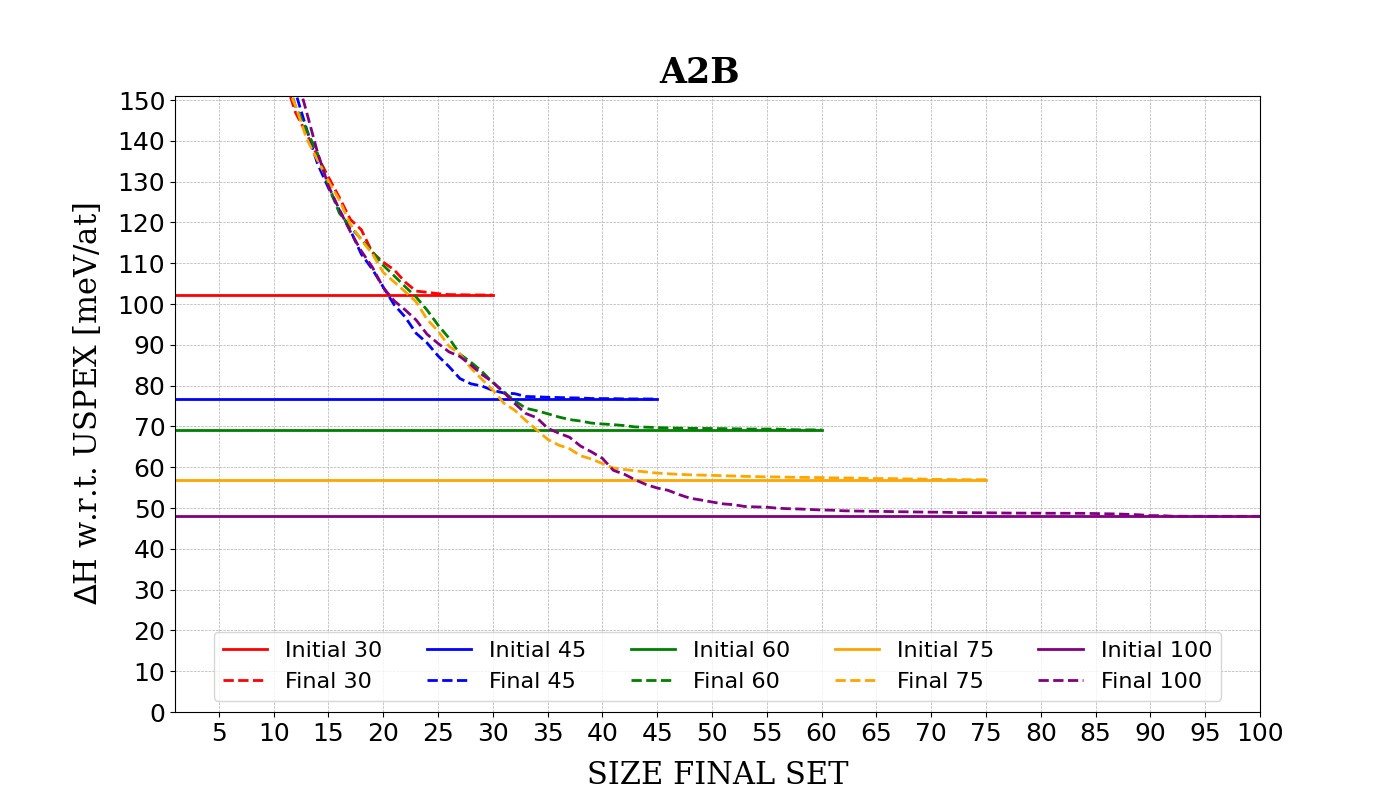 A2B
ΔH w.r.t. USPEX [meV/at]
150
140
130
120
110
100
90
80
70
60
50
40
30
20
10
0
Initial 30 Initial 45 Initial 60 Initial 75 Initial 100
Final 30 Final 45 Final 60 Final 75 Final 100
5 10 15 20 25 30 35 40 45 50 55 60 65 70 75 80 85 90 95 100
SIZE FINAL SET